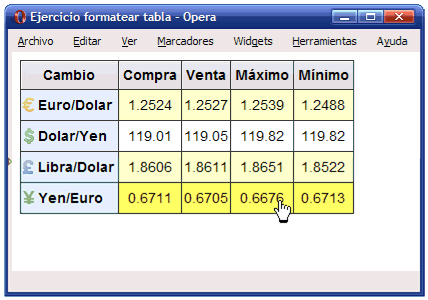 Ejercicio formatear tabla - Opera
Archivo Editar Ver Marcadores Widgets Herramientas Ayuda
Cambio Compra Venta Máximo Mínimo
€ Euro/Dolar 1.2524 1.2527 1.2539 1.2488
$ Dolar/Yen 119.01 119.05 119.82 119.82
£ Libra/Dolar 1.8606 1.8611 1.8651 1.8522
¥ Yen/Euro 0.6711 0.6705 0.6676 0.6713